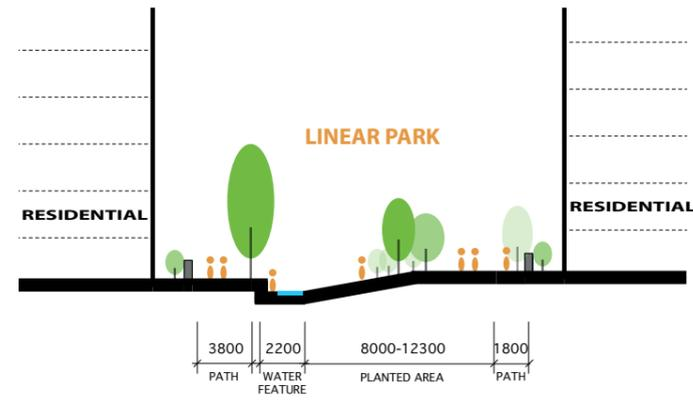 LINEAR PARK
RESIDENTIAL
RESIDENTIAL
3800
2200
8000-12300
1800
PATH
WATER
FEATURE
PLANTED AREA
PATH